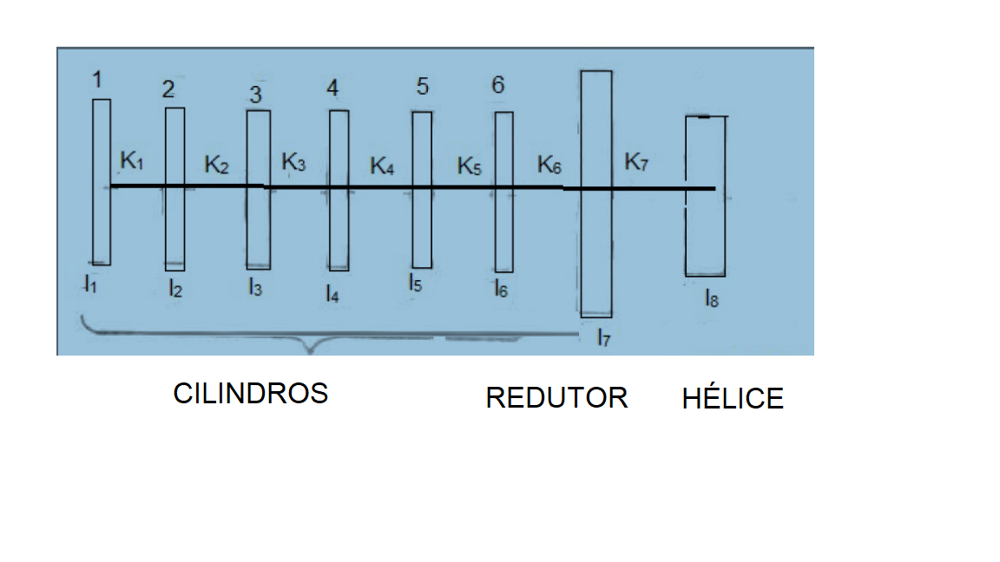 1 2 3 4 5 6
K1 K2 K3 K4 K5 K6 K7
I1 I2 I3 I4 I5 I6 I8
I7
CILINDROS REDUTOR HÉLICE